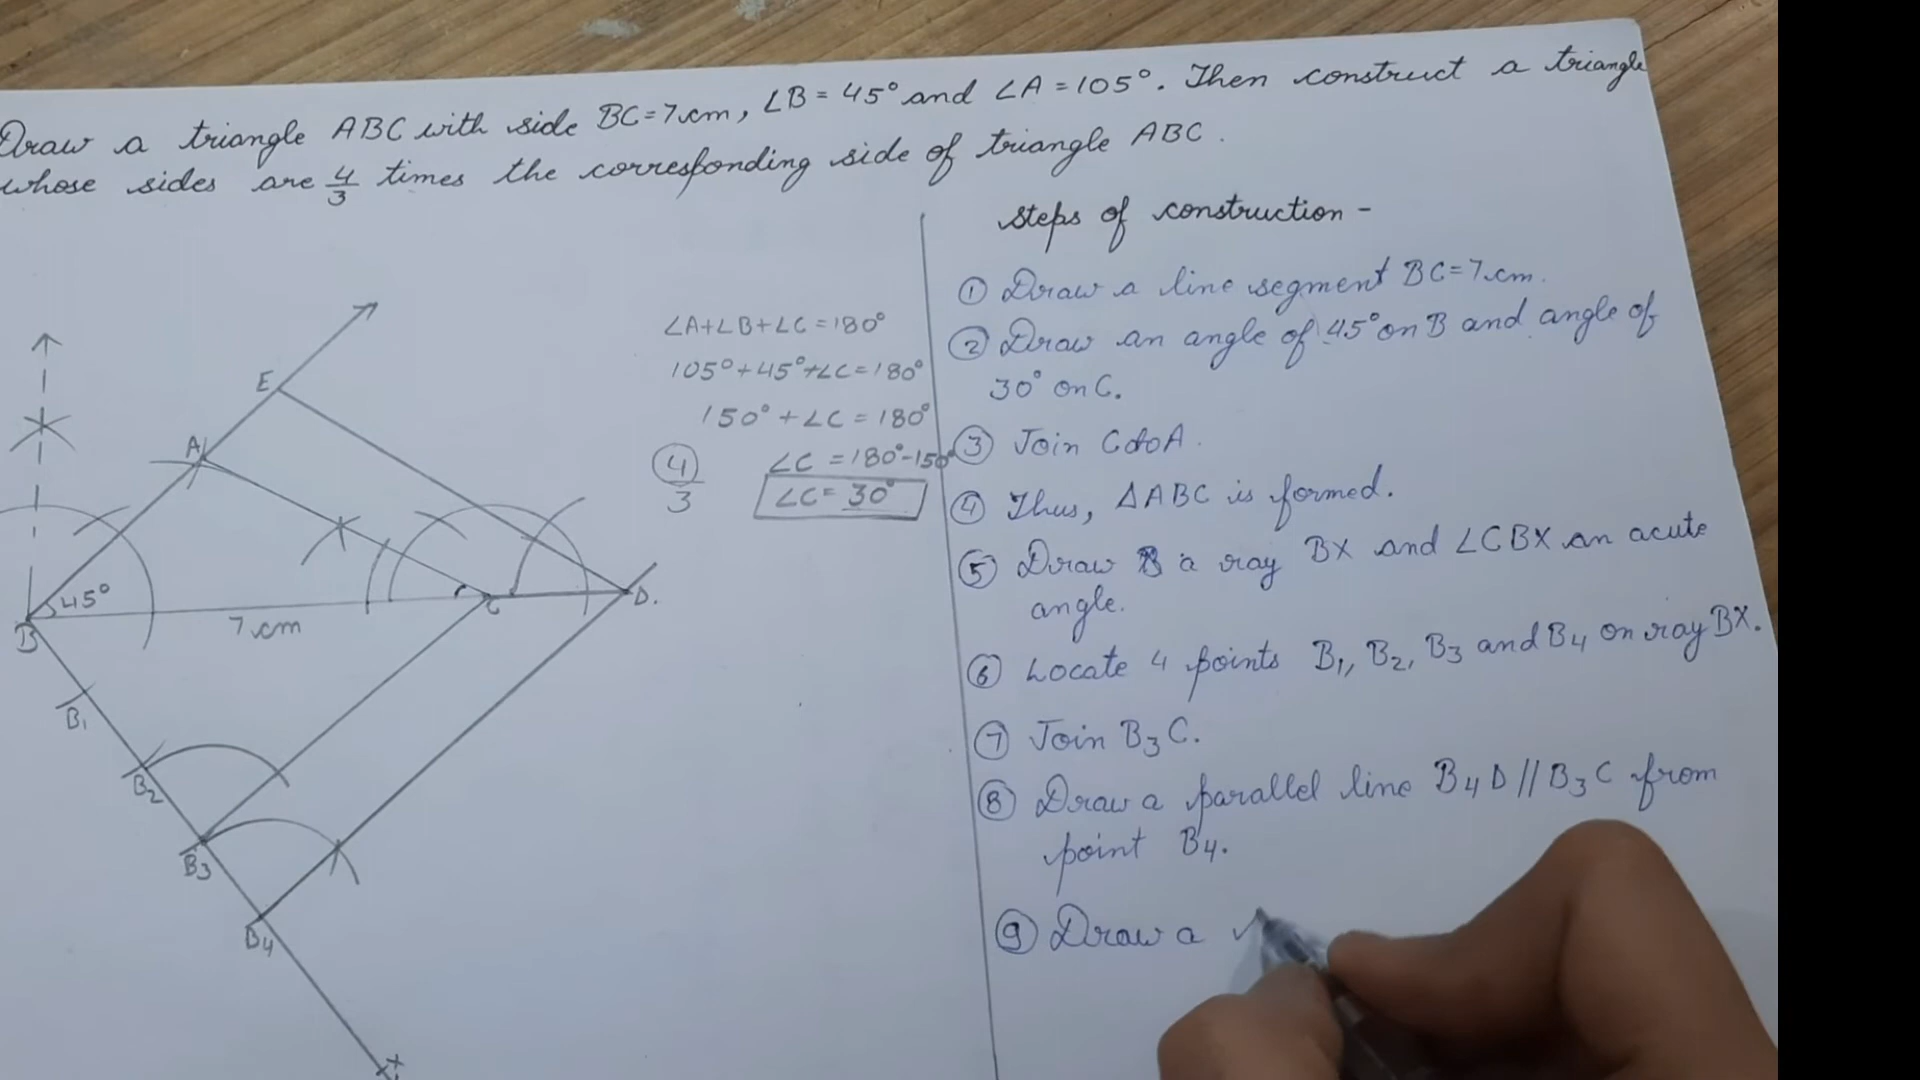 Draw a triangle ABC with side BC=7cm, ∠B=45° and ∠A=105°. Then construct a triangle
whose sides are 4/3 times the corresponding side of triangle ABC.
steps of construction -
① Draw a line segment BC=7cm.
② Draw an angle of 45° on B and angle of
30° on C.
③ Join C to A.
④ Thus, ΔABC is formed.
⑤ Draw a ray BX and ∠CBX an acute
angle.
⑥ Locate 4 points B₁, B₂, B₃ and B₄ on ray BX.
⑦ Join B₃C.
⑧ Draw a parallel line B₄D//B₃C from
point B₄.
⑨ Draw a
∠A+∠B+∠C=180°
105°+45°+∠C=180°
150°+∠C=180°
∠C=180°-150°
∠C=30°
4
3
E
A
B
45°
7cm
C
D.
B₁
B₂
B₃
B₄
X